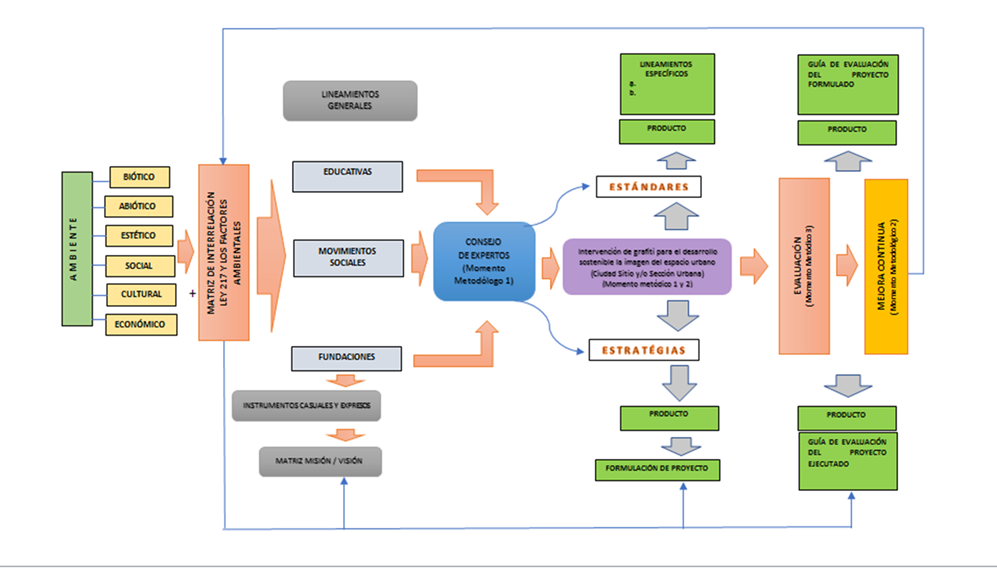 AMBIENTE
BIÓTICO
ABIÓTICO
ESTÉTICO
SOCIAL
CULTURAL
ECONÓMICO
+
MATRIZ DE INTERRELACIÓN
LEY 217 Y LOS FACTORES
AMBIENTALES
LINEAMIENTOS
GENERALES
EDUCATIVAS
MOVIMIENTOS
SOCIALES
FUNDACIONES
INSTRUMENTOS CASUALES Y EXPRESOS
MATRIZ MISIÓN / VISIÓN
CONSEJO
DE EXPERTOS
(Momento
Metodólogo 1)
LINEAMIENTOS
ESPECÍFICOS
a.
b.
PRODUCTO
ESTÁNDARES
Intervención de grafiti para el desarrollo
sostenible la imagen del espacio urbano
(Ciudad Sitio y/o Sección Urbana)
(Momento metódico 1 y 2)
ESTRATÉGIAS
PRODUCTO
FORMULACIÓN DE PROYECTO
GUÍA DE EVALUACIÓN
DEL PROYECTO
FORMULADO
PRODUCTO
EVALUACIÓN
(Momento Metódico 3)
MEJORA CONTINUA
(Momento Metodológico 2)
PRODUCTO
GUÍA DE EVALUACIÓN
DEL PROYECTO
EJECUTADO